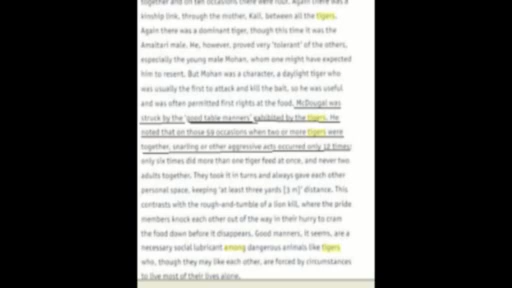 together and on ten occasions there were four. Again there was a
kinship link, through the mother, Kali, between all the tigers.
Again there was a dominant tiger, though this time it was the
Amaltari male. He, however, proved very 'tolerant' of the others,
especially the young male Mohan, whom one might have expected
him to resent. But Mohan was a character, a daylight tiger who
was usually the first to attack and kill the bait, so he was useful
and was often permitted first rights at the food. McDougal was
struck by the 'good table manners' exhibited by the tigers. He
noted that on those 59 occasions when two or more tigers were
together, snarling or other aggressive acts occurred only 12 times;
only six times did more than one tiger feed at once, and never two
adults together. They took it in turns and always gave each other
personal space, keeping 'at least three yards [3 m]' distance. This
contrasts with the rough-and-tumble of a lion kill, where the pride
members knock each other out of the way in their hurry to cram
the food down before it disappears. Good manners, it seems, are a
necessary social lubricant among dangerous animals like tigers
who, though they may like each other, are forced by circumstances
to live most of their lives alone.